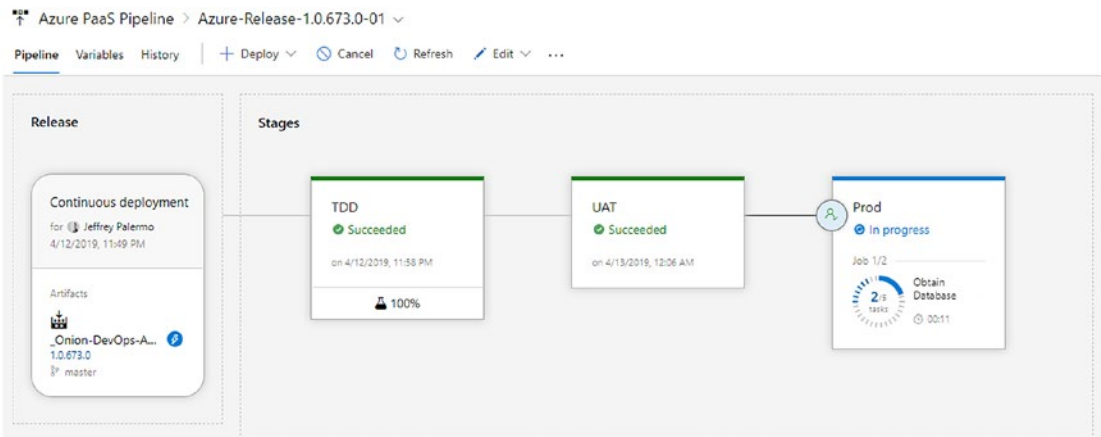 Azure PaaS Pipeline > Azure-Release-1.0.673.0-01
Pipeline Variables History + Deploy Cancel Refresh Edit ...
Release
Stages
Continuous deployment
for Jeffrey Palermo
4/12/2019, 11:49 PM
Artifacts
_Onion-DevOps-A...
1.0.673.0
master
TDD
Succeeded
on 4/12/2019, 11:58 PM
100%
UAT
Succeeded
on 4/13/2019, 12:06 AM
Prod
In progress
Job 1/2
2/5
tasks
Obtain
Database
00:11